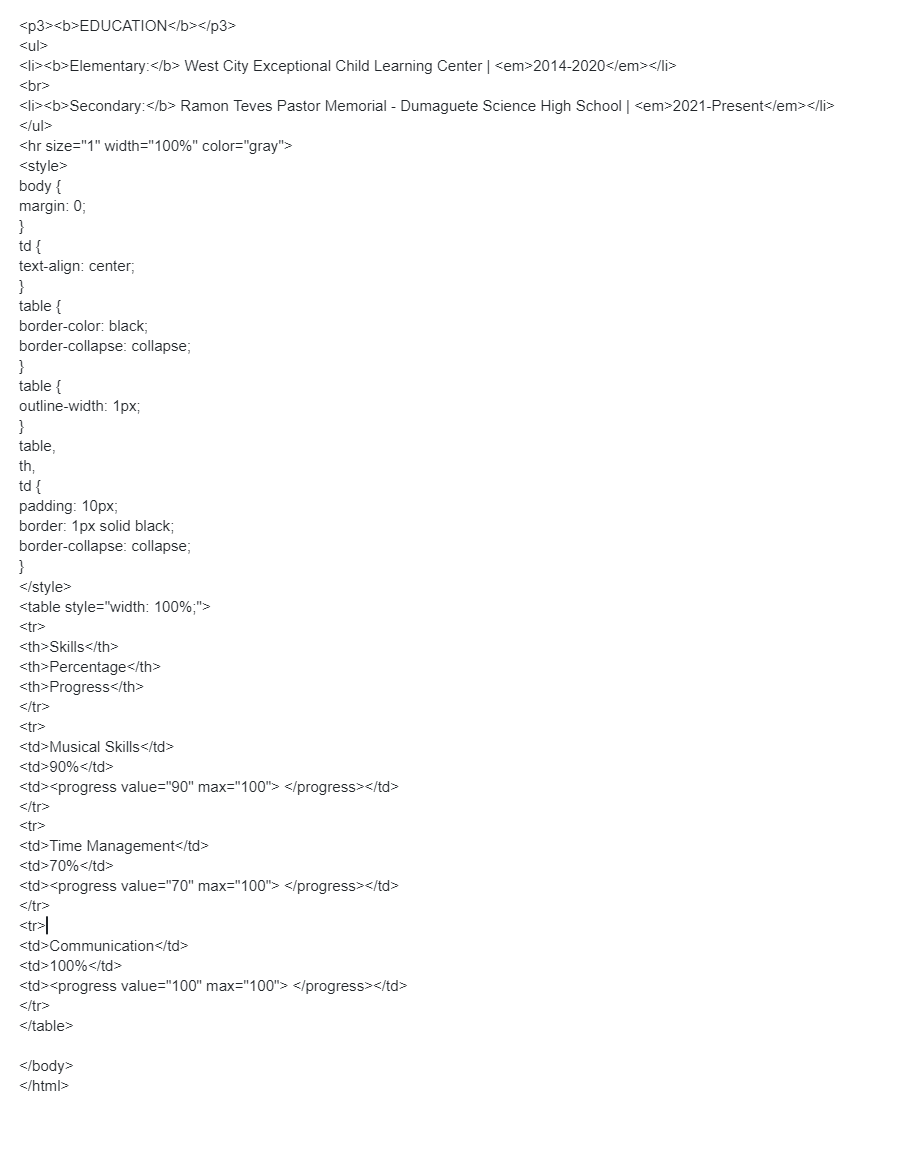 <p3><b>EDUCATION</b></p3>
<ul>
<li><b>Elementary:</b> West City Exceptional Child Learning Center | <em>2014-2020</em></li>
<br>
<li><b>Secondary:</b> Ramon Teves Pastor Memorial - Dumaguete Science High School | <em>2021-Present</em></li>
</ul>
<hr size="1" width="100%" color="gray">
<style>
body {
margin: 0;
}
td {
text-align: center;
}
table {
border-color: black;
border-collapse: collapse;
}
table {
outline-width: 1px;
}
table,
th,
td {
padding: 10px;
border: 1px solid black;
border-collapse: collapse;
}
</style>
<table style="width: 100%;">
<tr>
<th>Skills</th>
<th>Percentage</th>
<th>Progress</th>
</tr>
<tr>
<td>Musical Skills</td>
<td>90%</td>
<td><progress value="90" max="100"> </progress></td>
</tr>
<tr>
<td>Time Management</td>
<td>70%</td>
<td><progress value="70" max="100"> </progress></td>
</tr>
<tr>
<td>Communication</td>
<td>100%</td>
<td><progress value="100" max="100"> </progress></td>
</tr>
</table>

</body>
</html>